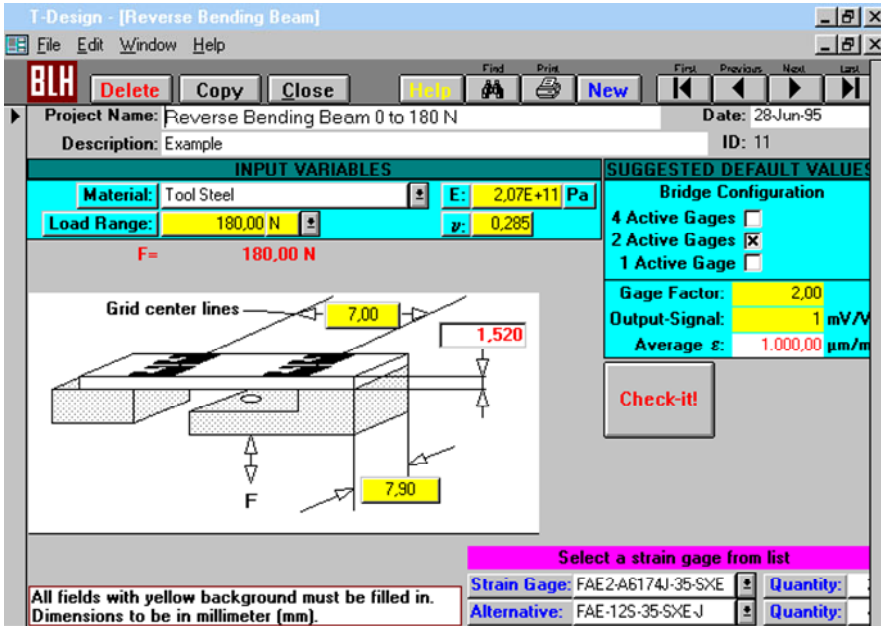 T-Design - [Reverse Bending Beam]
File Edit Window Help
BLH Delete Copy Close Help Find Print New First Previous Next Last
Project Name: Reverse Bending Beam 0 to 180 N Date: 28-Jun-95
Description: Example ID: 11
INPUT VARIABLES SUGGESTED DEFAULT VALUES
Material: Tool Steel E: 2,07E+11 Pa Bridge Configuration
4 Active Gages
Load Range: 180,00 N ν: 0,285 2 Active Gages
F= 180,00 N 1 Active Gage
Gage Factor: 2,00
Grid center lines 7,00 Output-Signal: 1 mV/V
1,520 Average ε: 1.000,00 µm/m
Check-it!
7,90
F
Select a strain gage from list
Strain Gage: FAE2-A6174J-35-SXE Quantity:
All fields with yellow background must be filled in.
Alternative: FAE-12S-35-SXE-J Quantity:
Dimensions to be in millimeter (mm).